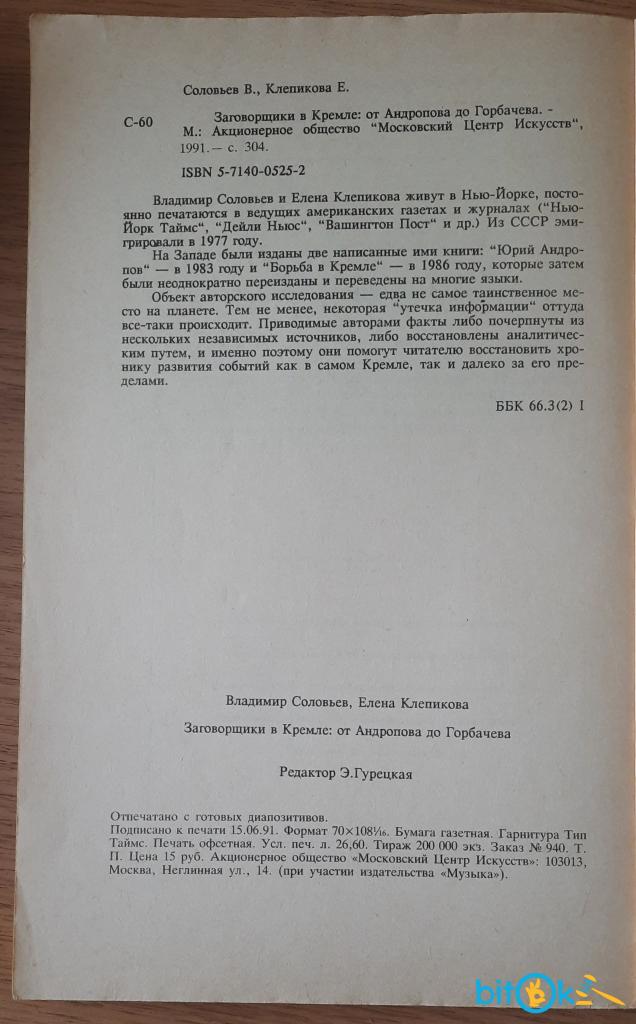 Соловьев В., Клепикова Е.
С-60
Заговорщики в Кремле: от Андропова до Горбачева. -
М.: Акционерное общество "Московский Центр Искусств",
1991.— с. 304.
ISBN 5-7140-0525-2
Владимир Соловьев и Елена Клепикова живут в Нью-Йорке, посто-
янно печатаются в ведущих американских газетах и журналах ("Нью-
Йорк Таймс", "Дейли Ньюс", "Вашингтон Пост" и др.) Из СССР эми-
грировали в 1977 году.
На Западе были изданы две написанные ими книги: "Юрий Андро-
пов" — в 1983 году и "Борьба в Кремле" — в 1986 году, которые затем
были неоднократно переизданы и переведены на многие языки.
Объект авторского исследования — едва не самое таинственное ме-
сто на планете. Тем не менее, некоторая "утечка информации" оттуда
все-таки происходит. Приводимые авторами факты либо почерпнуты из
нескольких независимых источников, либо восстановлены аналитичес-
ким путем, и именно поэтому они помогут читателю восстановить хро-
нику развития событий как в самом Кремле, так и далеко за его пре-
делами.
ББК 66.3(2) I
Владимир Соловьев, Елена Клепикова
Заговорщики в Кремле: от Андропова до Горбачева
Редактор Э.Гурецкая
Отпечатано с готовых диапозитивов.
Подписано к печати 15.06.91. Формат 70×108 1/16. Бумага газетная. Гарнитура Тип
Таймс. Печать офсетная. Усл. печ. л. 26,60. Тираж 200 000 экз. Заказ № 940. Т.
П. Цена 15 руб. Акционерное общество «Московский Центр Искусств»: 103013,
Москва, Неглинная ул., 14. (при участии издательства «Музыка»).
bitOk